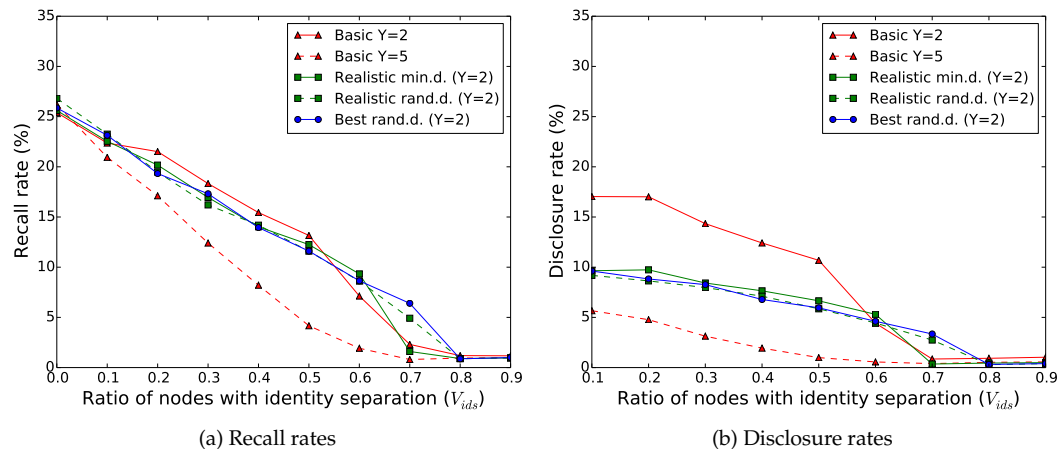 35
30
25
20
15
10
5
0
Recall rate (%)
Basic Y=2
Basic Y=5
Realistic min.d. (Y=2)
Realistic rand.d. (Y=2)
Best rand.d. (Y=2)
0.0 0.1 0.2 0.3 0.4 0.5 0.6 0.7 0.8 0.9
Ratio of nodes with identity separation (V_ids)
(a) Recall rates
35
30
25
20
15
10
5
0
Disclosure rate (%)
Basic Y=2
Basic Y=5
Realistic min.d. (Y=2)
Realistic rand.d. (Y=2)
Best rand.d. (Y=2)
0.1 0.2 0.3 0.4 0.5 0.6 0.7 0.8 0.9
Ratio of nodes with identity separation (V_ids)
(b) Disclosure rates